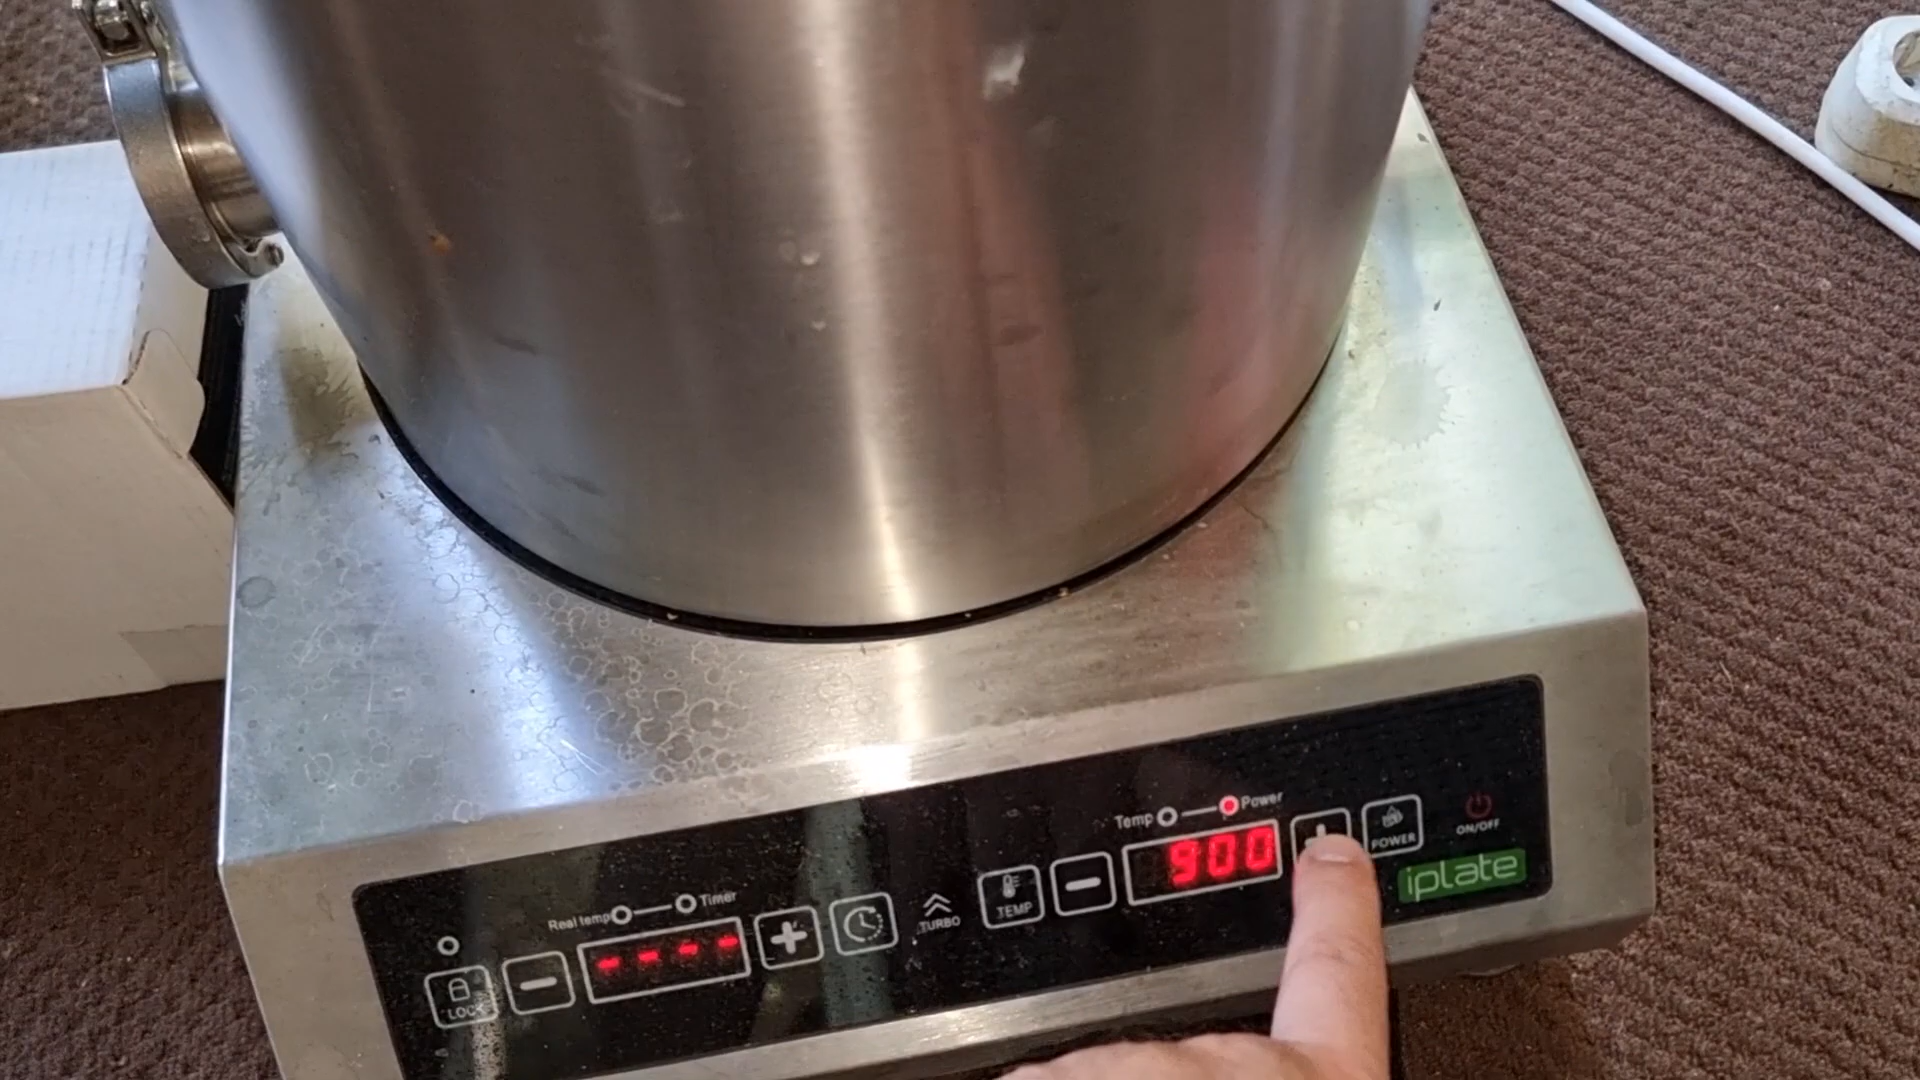 Temp Power
900
POWER
ON/OFF
iplate
Real temp Timer
----
TURBO
TEMP
LOCK